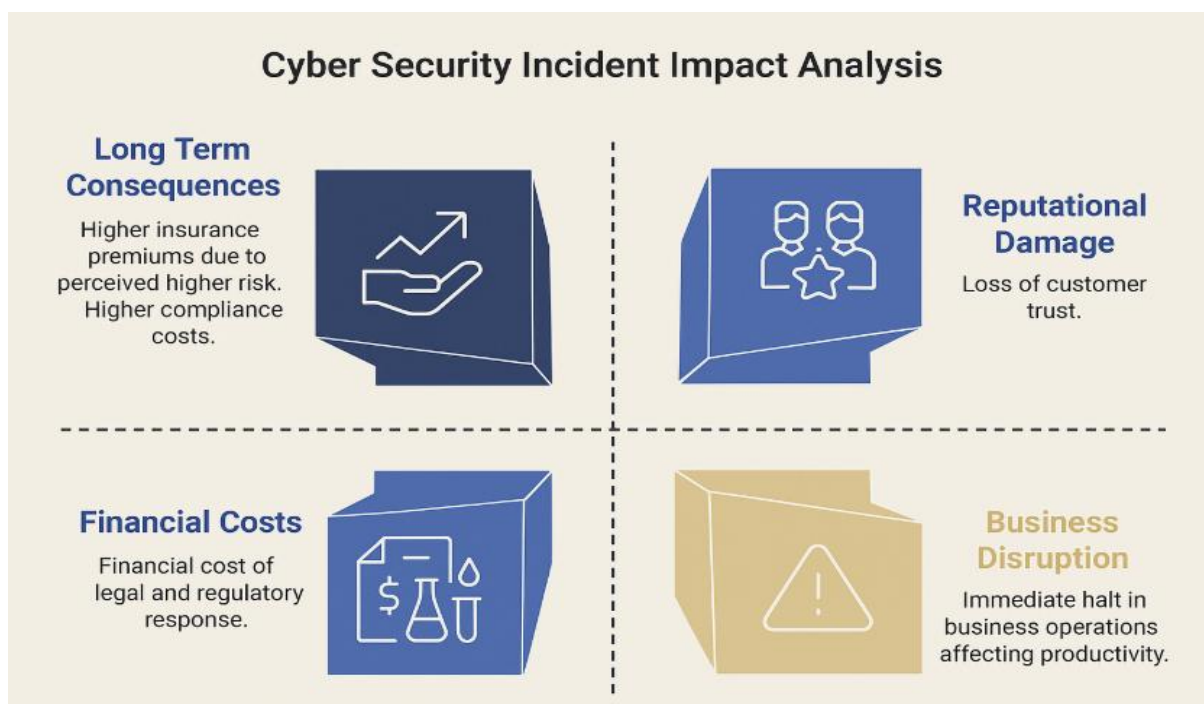 Cyber Security Incident Impact Analysis
Long Term
Consequences
Higher insurance
premiums due to
perceived higher risk.
Higher compliance
costs.
Reputational
Damage
Loss of customer
trust.
Financial Costs
Financial cost of
legal and regulatory
response.
$
Business
Disruption
Immediate halt in
business operations
affecting productivity.